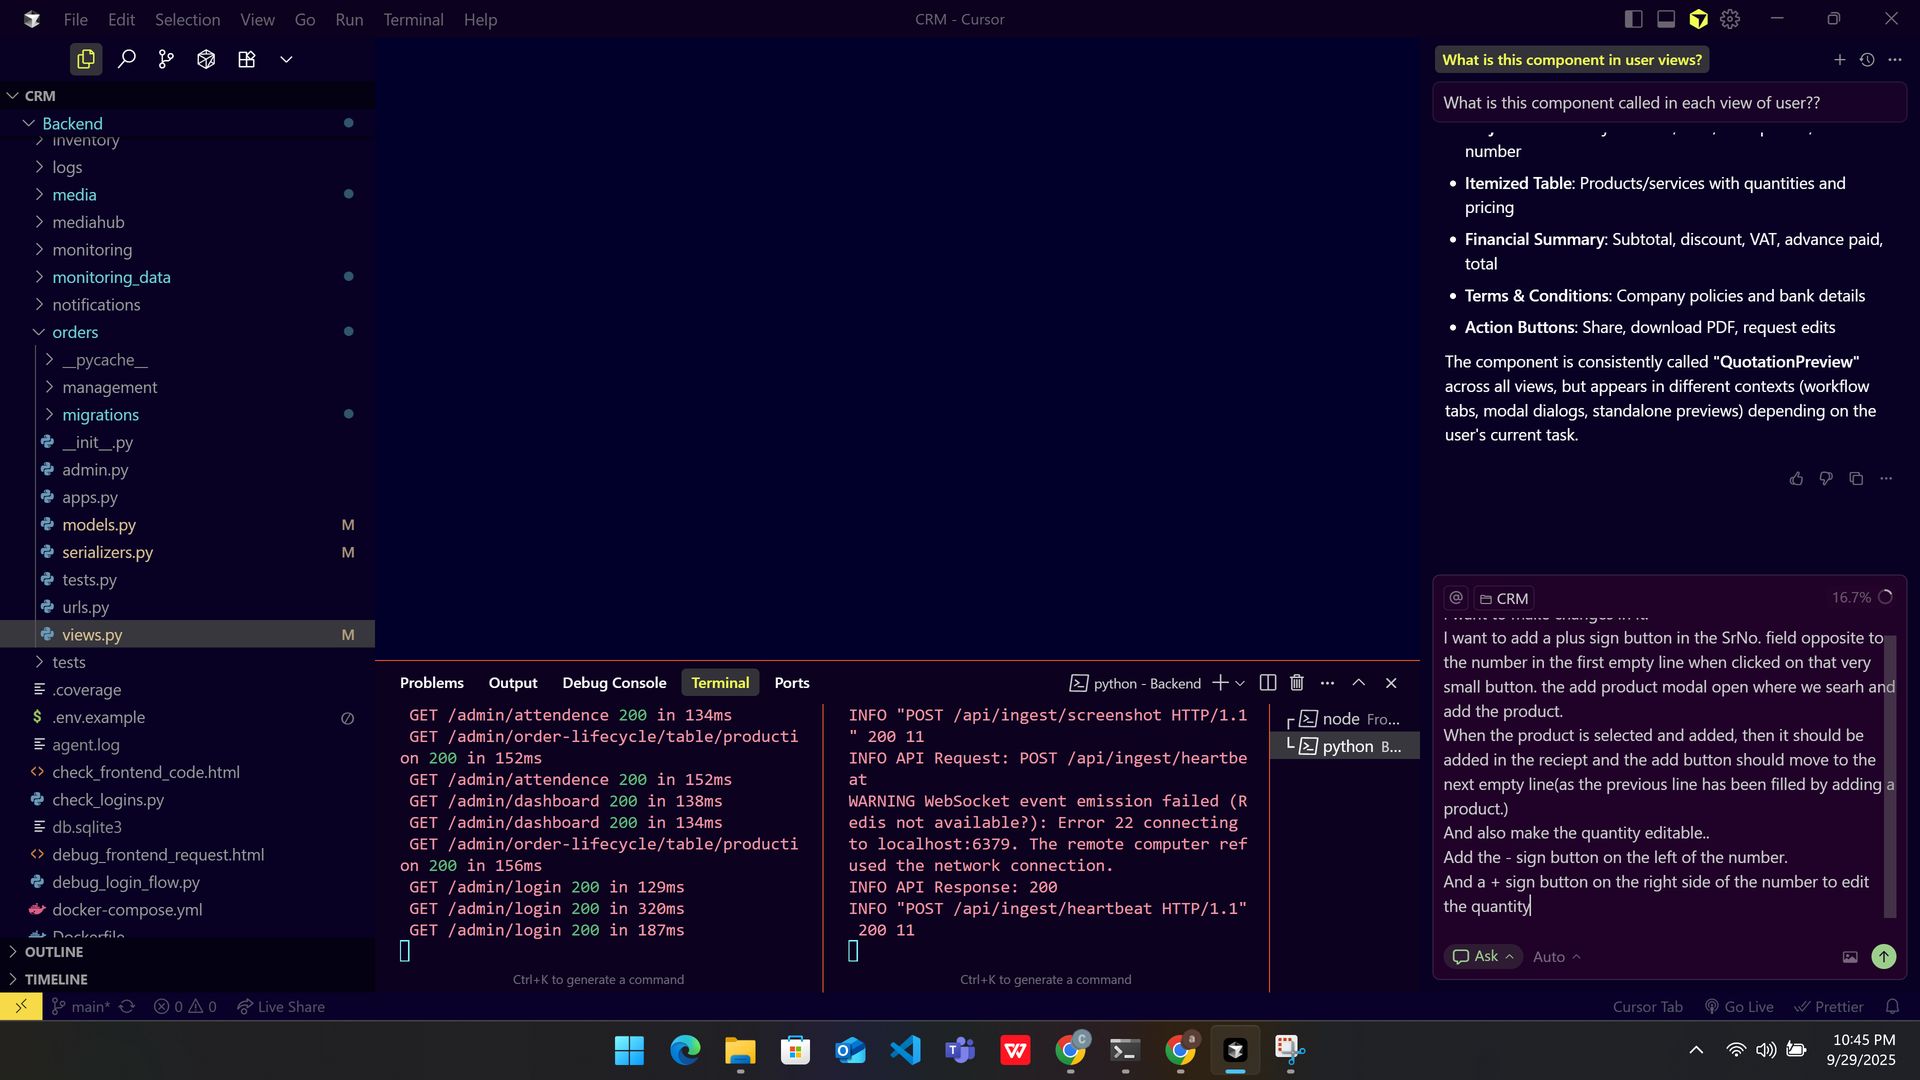 File Edit Selection View Go Run Terminal Help
CRM - Cursor
CRM
Backend
inventory
logs
media
mediahub
monitoring
monitoring_data
notifications
orders
__pycache__
management
migrations
__init__.py
admin.py
apps.py
models.py M
serializers.py M
tests.py
urls.py
views.py M
tests
.coverage
.env.example
agent.log
check_frontend_code.html
check_logins.py
db.sqlite3
debug_frontend_request.html
debug_login_flow.py
docker-compose.yml
Dockerfile
OUTLINE
TIMELINE
Problems Output Debug Console Terminal Ports
python - Backend
GET /admin/attendence 200 in 134ms
GET /admin/order-lifecycle/table/producti
on 200 in 152ms
GET /admin/attendence 200 in 152ms
GET /admin/dashboard 200 in 138ms
GET /admin/dashboard 200 in 134ms
GET /admin/order-lifecycle/table/producti
on 200 in 156ms
GET /admin/login 200 in 129ms
GET /admin/login 200 in 320ms
GET /admin/login 200 in 187ms
Ctrl+K to generate a command
INFO "POST /api/ingest/screenshot HTTP/1.1
" 200 11
INFO API Request: POST /api/ingest/heartbe
at
WARNING WebSocket event emission failed (R
edis not available?): Error 22 connecting
to localhost:6379. The remote computer ref
used the network connection.
INFO API Response: 200
INFO "POST /api/ingest/heartbeat HTTP/1.1"
200 11
Ctrl+K to generate a command
node Fro...
python B...
What is this component in user views?
What is this component called in each view of user??
number
• Itemized Table: Products/services with quantities and
pricing
• Financial Summary: Subtotal, discount, VAT, advance paid,
total
• Terms & Conditions: Company policies and bank details
• Action Buttons: Share, download PDF, request edits
The component is consistently called "QuotationPreview"
across all views, but appears in different contexts (workflow
tabs, modal dialogs, standalone previews) depending on the
user's current task.
@ CRM 16.7%
I want to make changes in it.
I want to add a plus sign button in the SrNo. field opposite to
the number in the first empty line when clicked on that very
small button. the add product modal open where we searh and
add the product.
When the product is selected and added, then it should be
added in the reciept and the add button should move to the
next empty line(as the previous line has been filled by adding a
product.)
And also make the quantity editable..
Add the - sign button on the left of the number.
And a + sign button on the right side of the number to edit
the quantity
Ask Auto
main* 0 0 Live Share
Cursor Tab Go Live Prettier
10:45 PM
9/29/2025